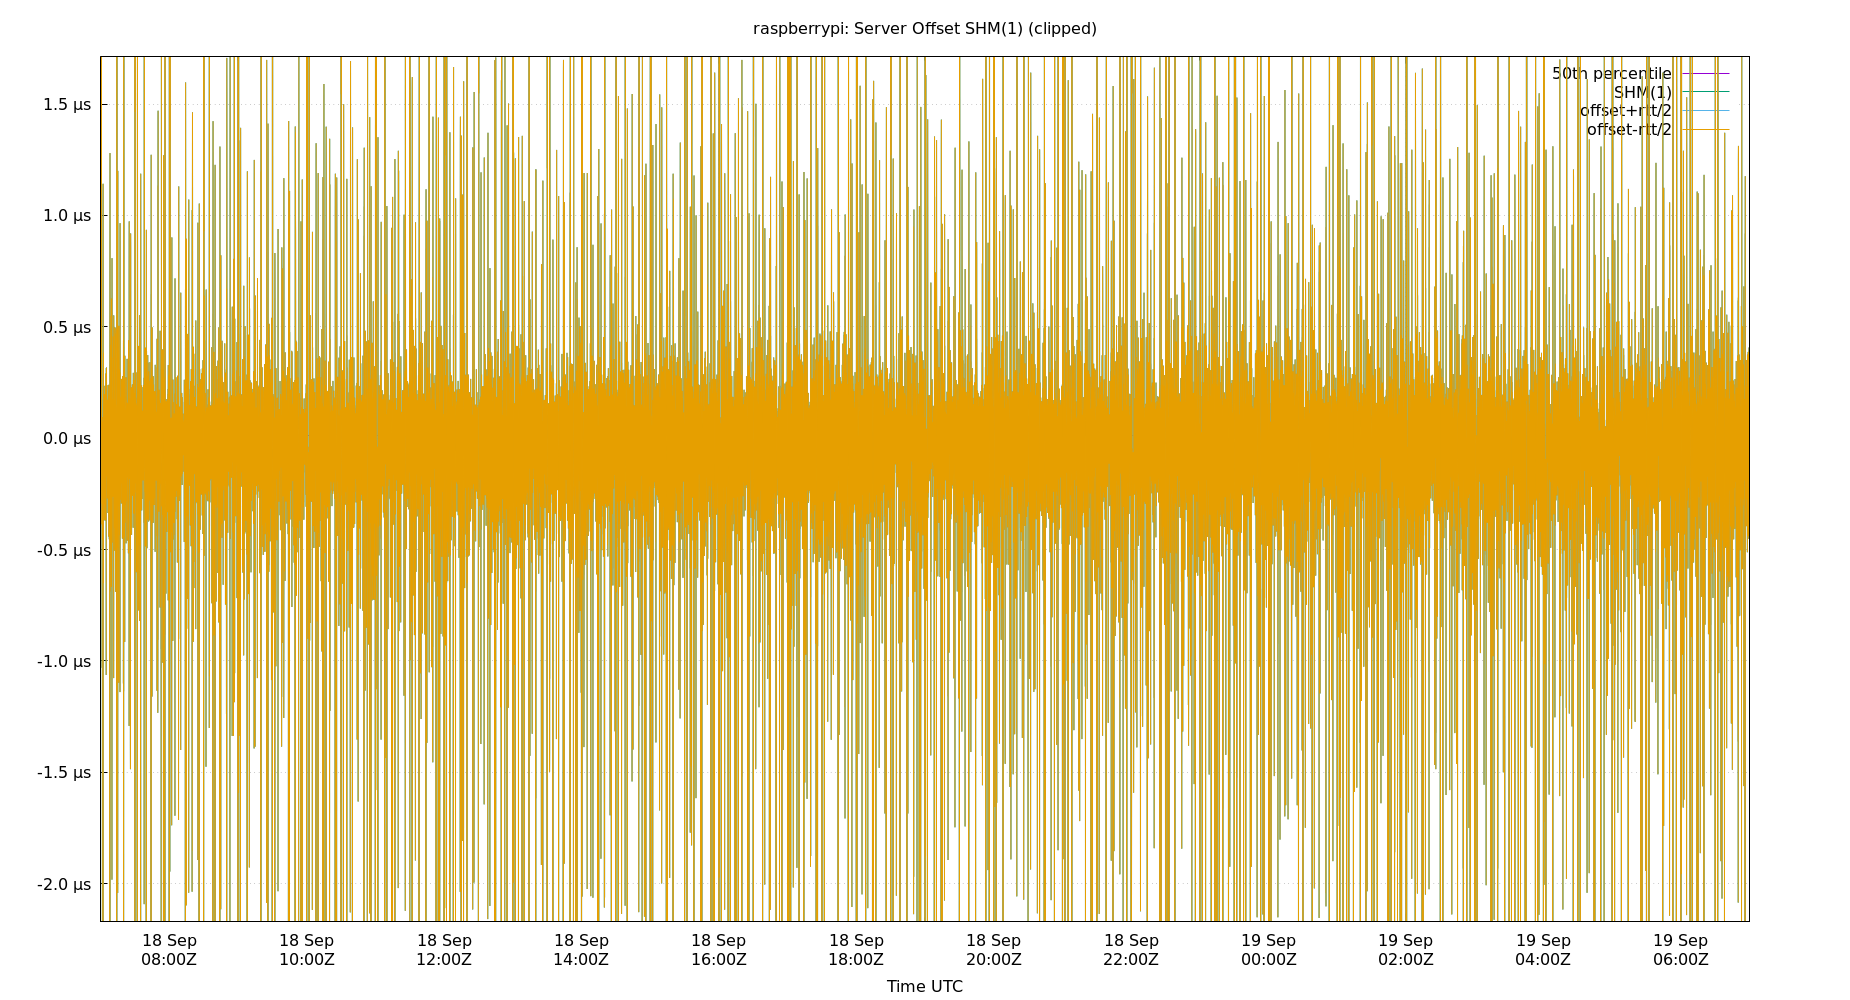 raspberrypi: Server Offset SHM(1) (clipped)
50th percentile
SHM(1)
offset+rtt/2
offset-rtt/2
1.5 µs
1.0 µs
0.5 µs
0.0 µs
-0.5 µs
-1.0 µs
-1.5 µs
-2.0 µs
18 Sep 18 Sep 18 Sep 18 Sep 18 Sep 18 Sep 18 Sep 18 Sep 19 Sep 19 Sep 19 Sep 19 Sep
08:00Z 10:00Z 12:00Z 14:00Z 16:00Z 18:00Z 20:00Z 22:00Z 00:00Z 02:00Z 04:00Z 06:00Z
Time UTC